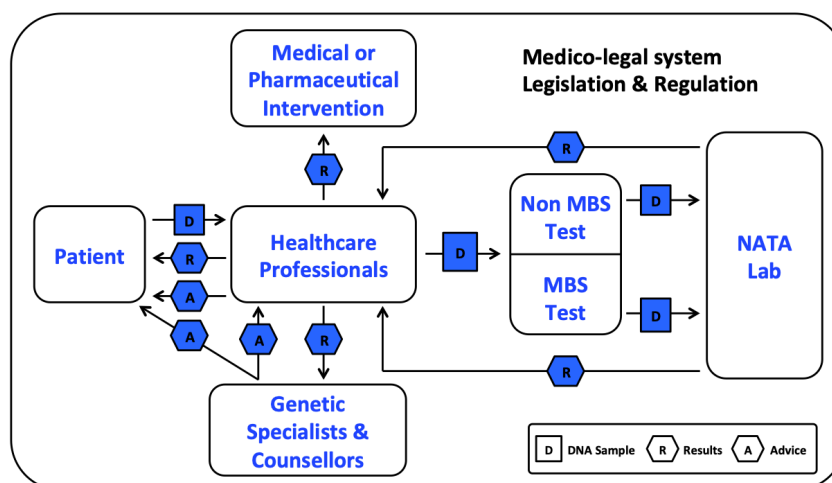 Medical or
Pharmaceutical
Intervention
Medico-legal system
Legislation & Regulation
R
R
D
Non MBS
Test
D
NATA
Lab
Patient
R
Healthcare
Professionals
D
MBS
Test
D
A
A
A
R
R
Genetic
Specialists &
Counsellors
D DNA Sample R Results A Advice